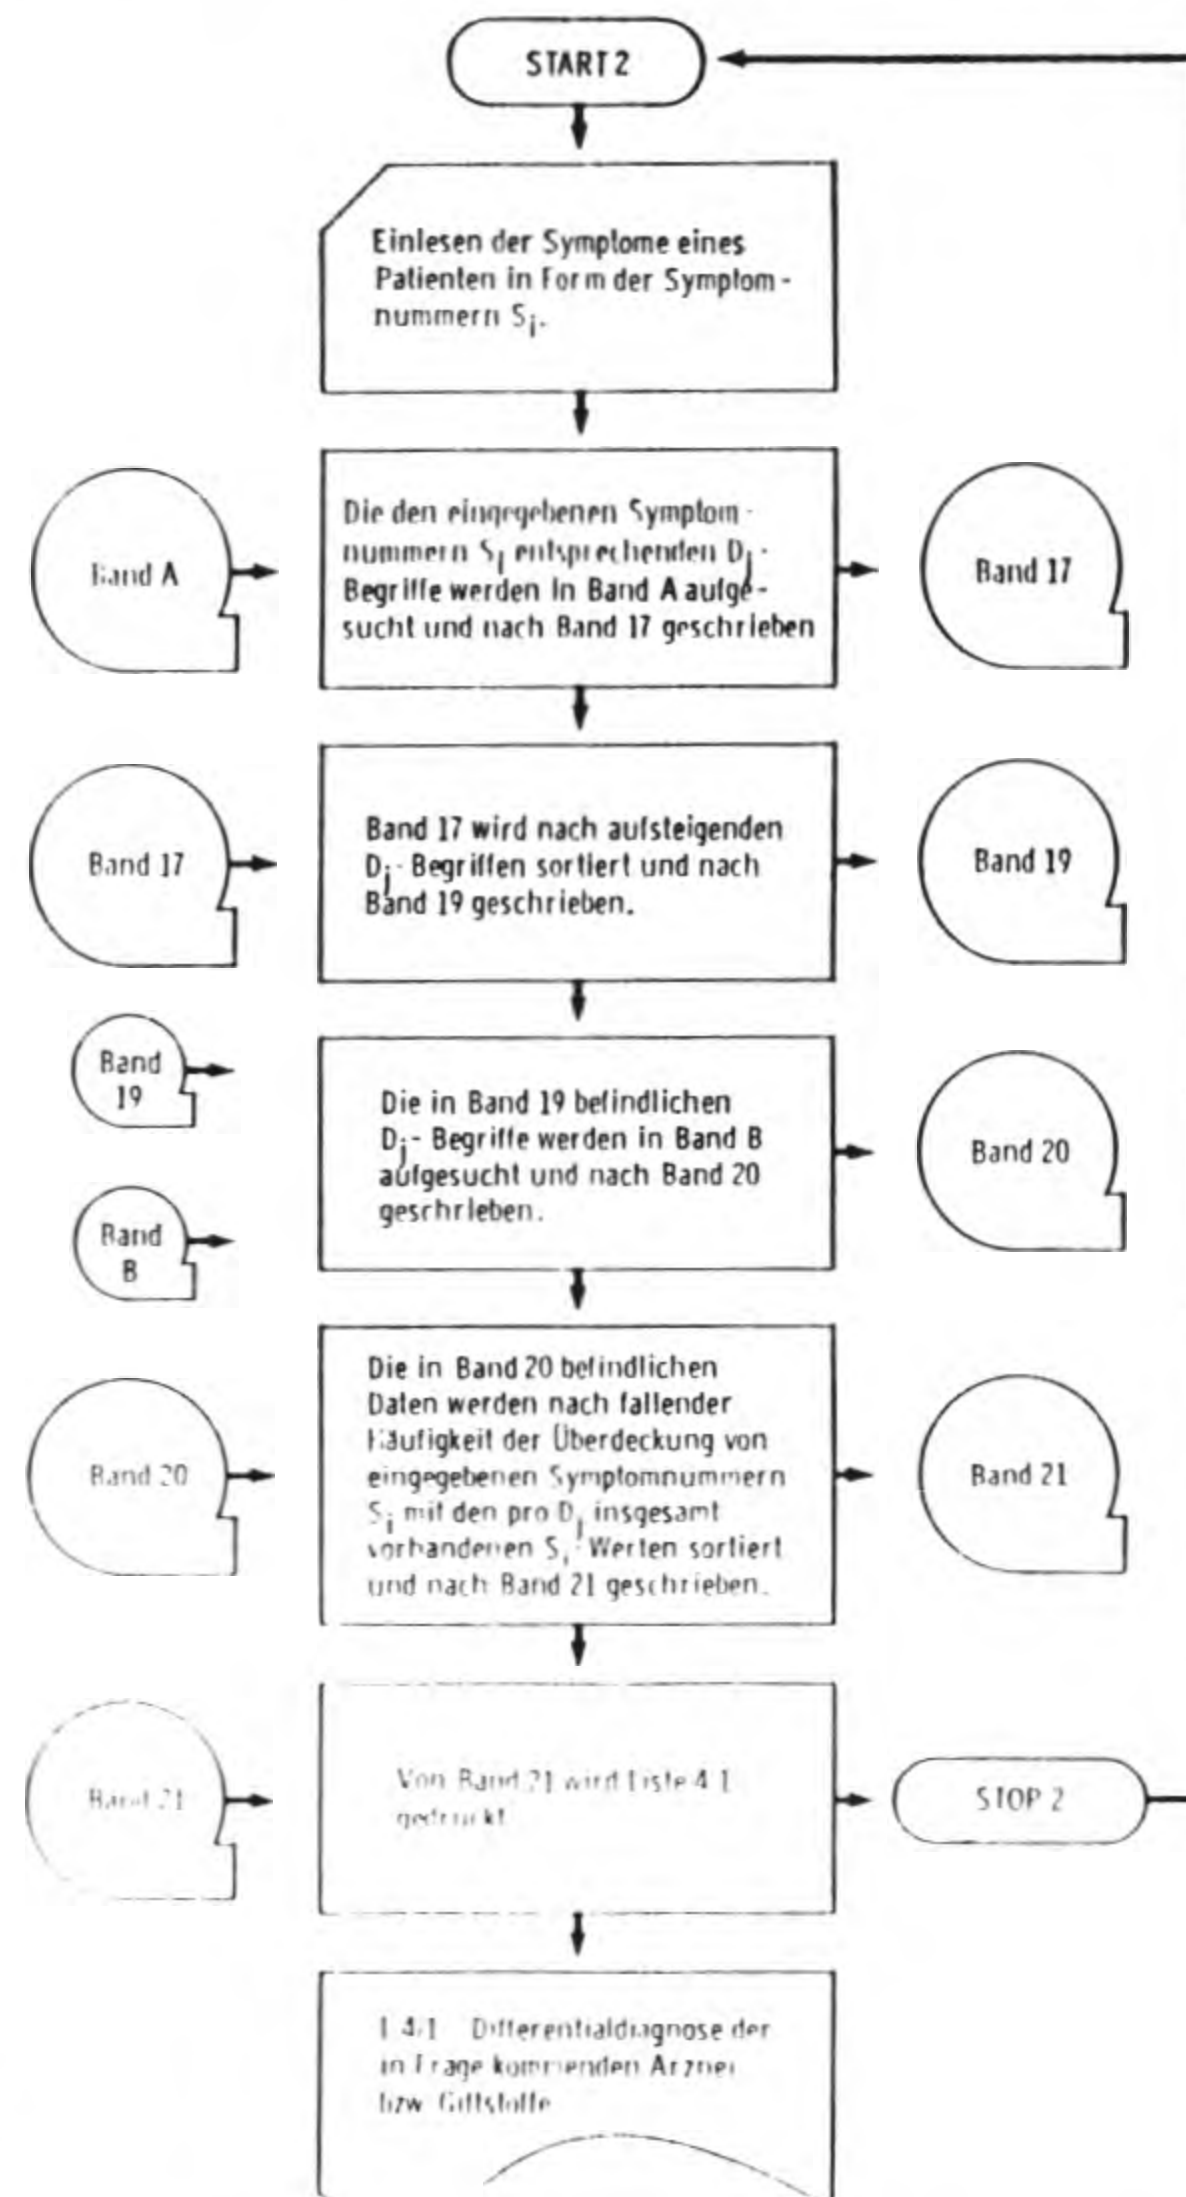 START 2
Einlesen der Symptome eines
Patienten in Form der Symptom-
nummern Si.
Band A
Die den eingegebenen Symptom-
nummern Si entsprechenden Dj-
Begriffe werden in Band A aufge-
sucht und nach Band 17 geschrieben
Band 17
Band 17
Band 17 wird nach aufsteigenden
Dj-Begriffen sortiert und nach
Band 19 geschrieben.
Band 19
Band
19
Band
B
Die in Band 19 befindlichen
Dj-Begriffe werden in Band B
aufgesucht und nach Band 20
geschrieben.
Band 20
Band 20
Die in Band 20 befindlichen
Daten werden nach fallender
Häufigkeit der Überdeckung von
eingegebenen Symptomnummern
Si mit den pro Dj insgesamt
vorhandenen Si-Werten sortiert
und nach Band 21 geschrieben.
Band 21
Band 21
Von Band 21 wird Liste 4.1
gedruckt
STOP 2
Differentialdiagnose der
in Frage kommenden Arznei
bzw. Giftstoffe